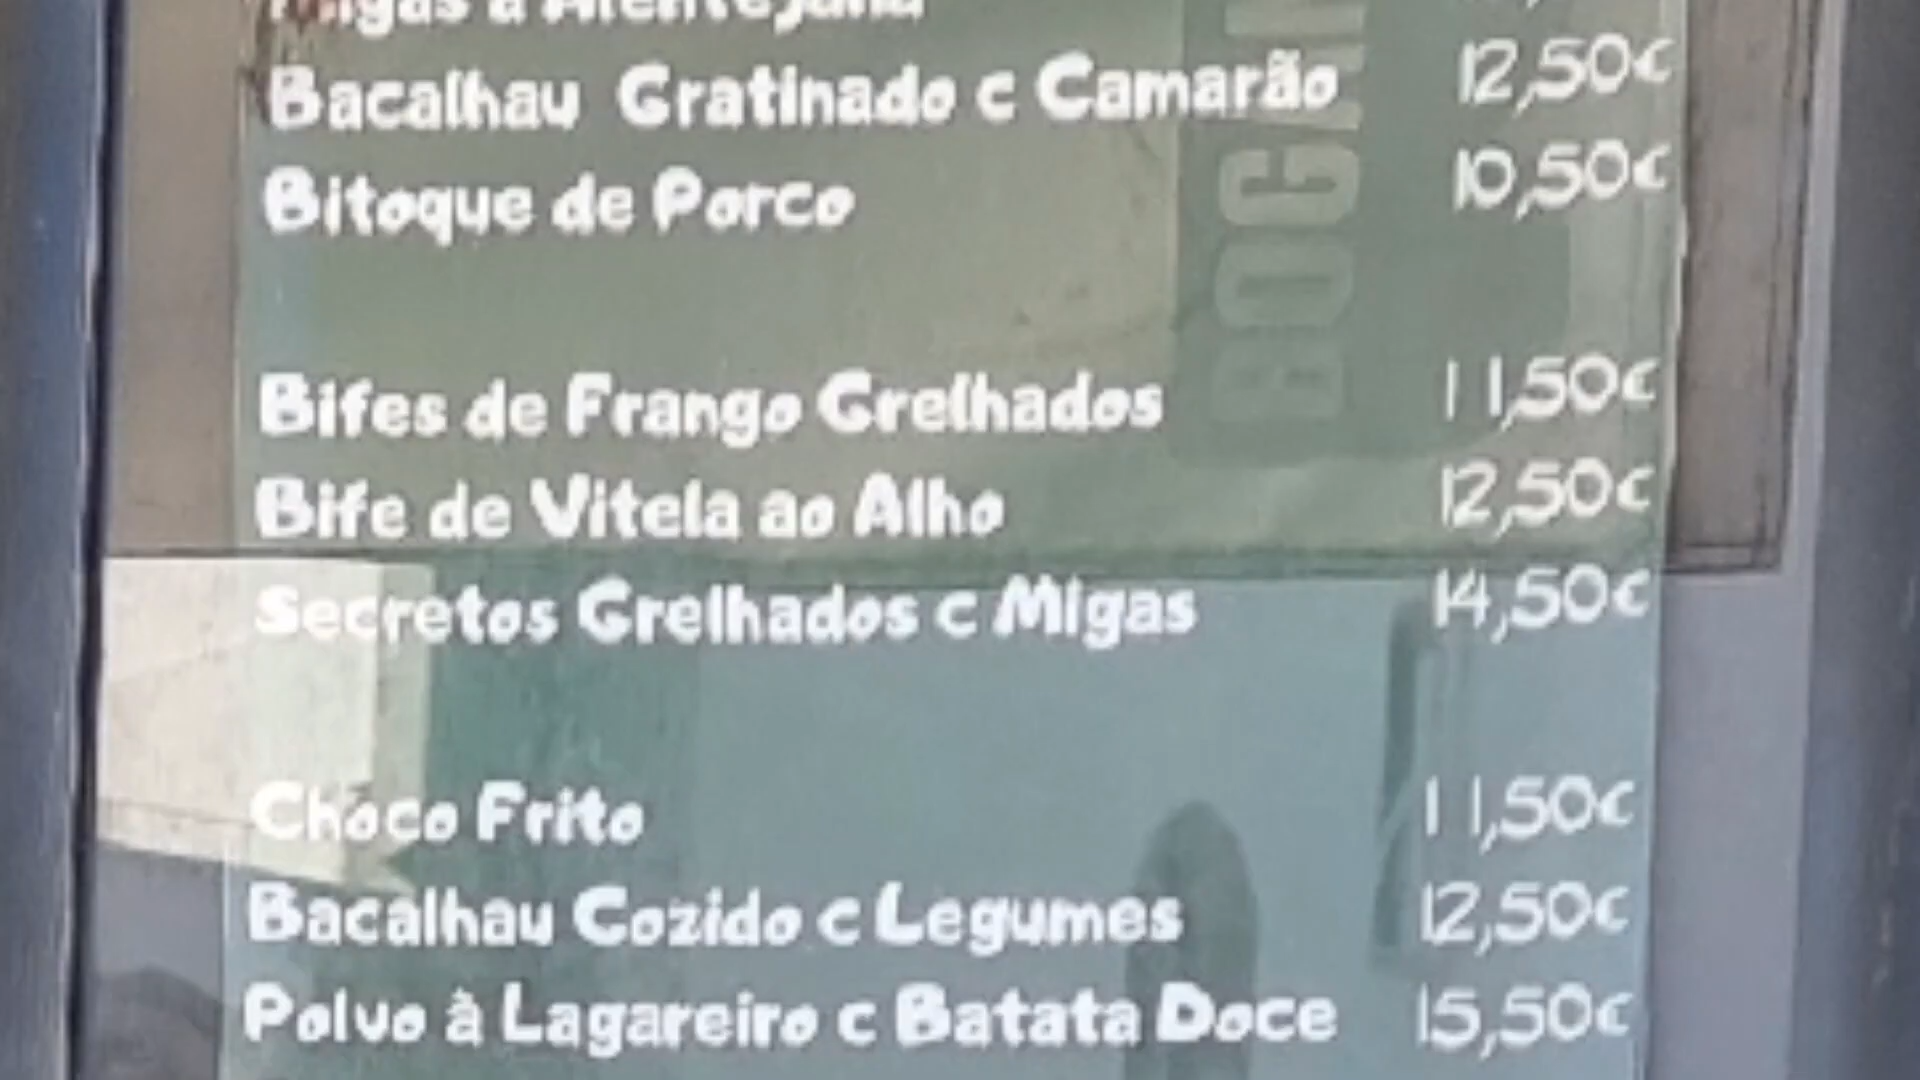 Migas à Alentejana
Bacalhau Gratinado c Camarão 12,50€
Bitoque de Porco 10,50€
Bifes de Frango Grelhados 11,50€
Bife de Vitela ao Alho 12,50€
Secretos Grelhados c Migas 14,50€
Choco Frito 11,50€
Bacalhau Cozido c Legumes 12,50€
Polvo à Lagareiro c Batata Doce 15,50€